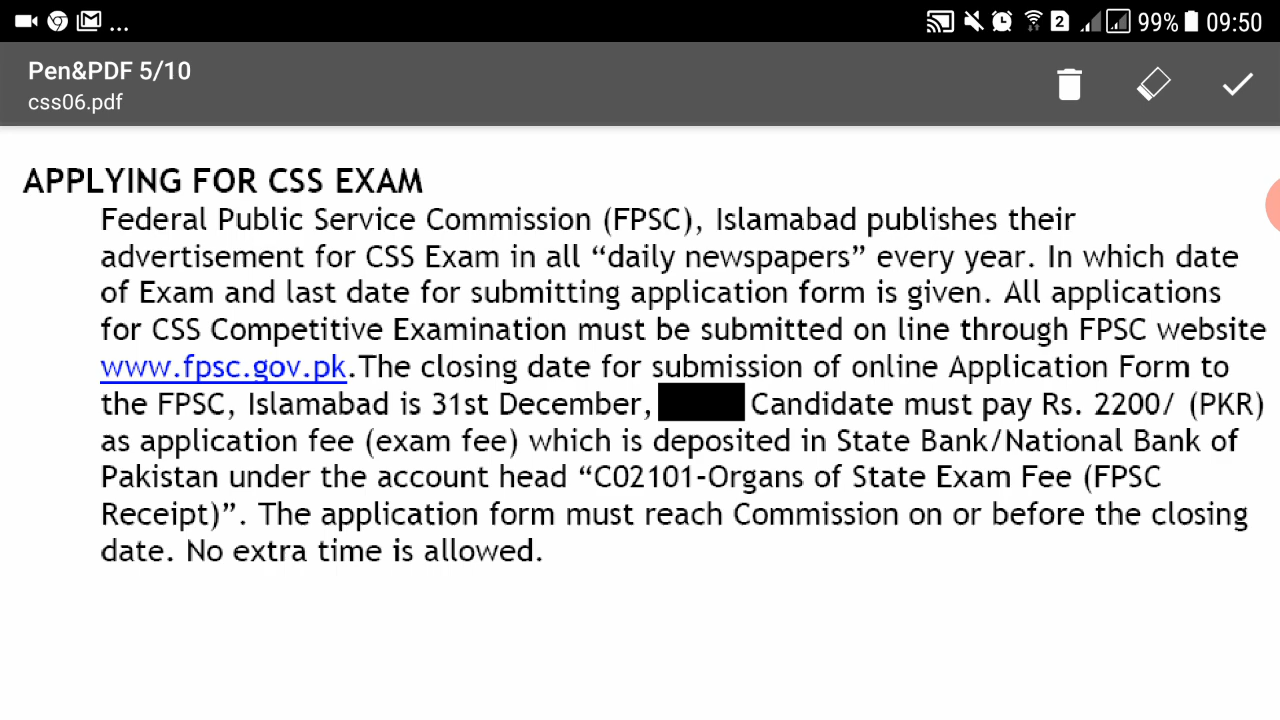 ... 2 99% 09:50
Pen&PDF 5/10
css06.pdf
APPLYING FOR CSS EXAM
Federal Public Service Commission (FPSC), Islamabad publishes their
advertisement for CSS Exam in all “daily newspapers” every year. In which date
of Exam and last date for submitting application form is given. All applications
for CSS Competitive Examination must be submitted on line through FPSC website
www.fpsc.gov.pk.The closing date for submission of online Application Form to
the FPSC, Islamabad is 31st December, Candidate must pay Rs. 2200/ (PKR)
as application fee (exam fee) which is deposited in State Bank/National Bank of
Pakistan under the account head “C02101-Organs of State Exam Fee (FPSC
Receipt)”. The application form must reach Commission on or before the closing
date. No extra time is allowed.